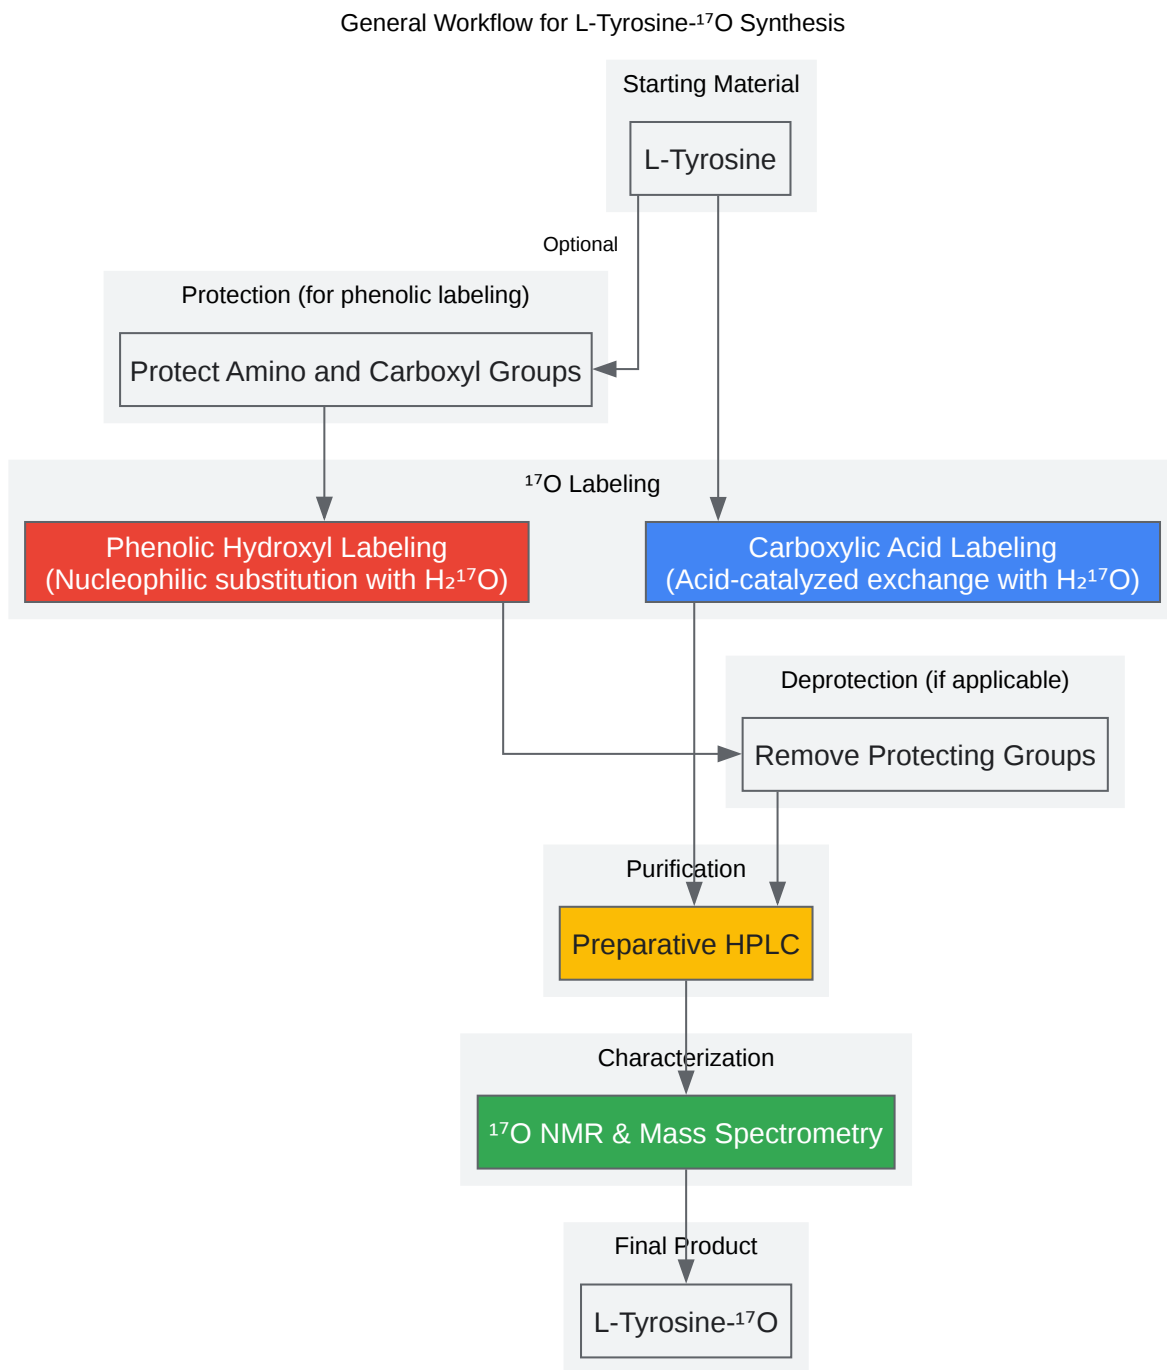 General Workflow for L-Tyrosine-¹⁷O Synthesis
Starting Material
L-Tyrosine
Optional
Protection (for phenolic labeling)
Protect Amino and Carboxyl Groups
¹⁷O Labeling
Phenolic Hydroxyl Labeling
(Nucleophilic substitution with H₂¹⁷O)
Carboxylic Acid Labeling
(Acid-catalyzed exchange with H₂¹⁷O)
Deprotection (if applicable)
Remove Protecting Groups
Purification
Preparative HPLC
Characterization
¹⁷O NMR & Mass Spectrometry
Final Product
L-Tyrosine-¹⁷O